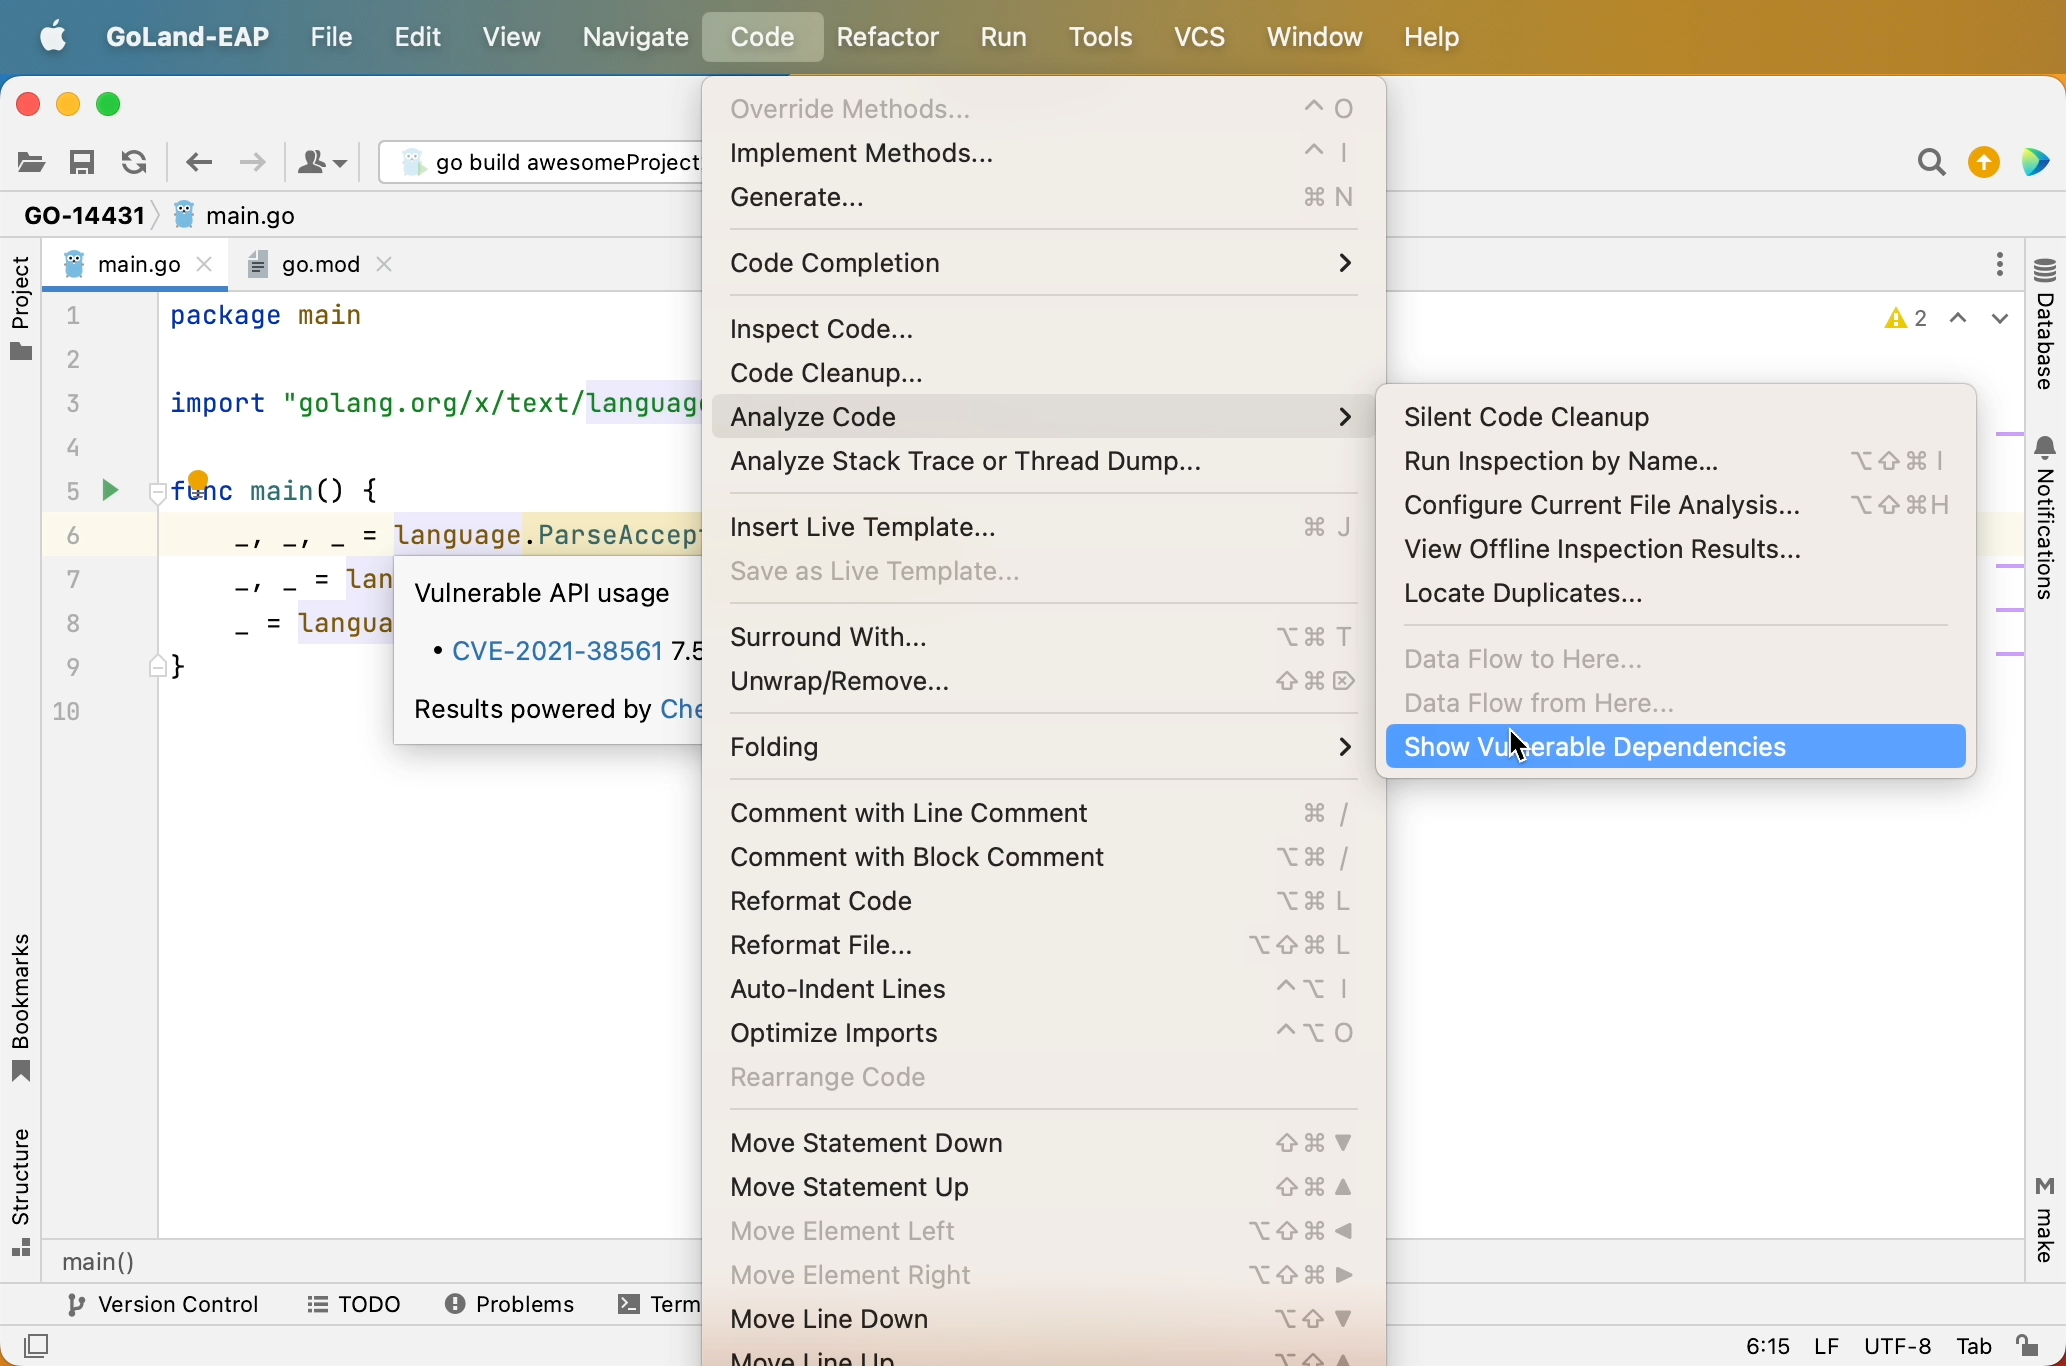 GoLand-EAP File Edit View Navigate Code Refactor Run Tools VCS Window Help
go build awesomeProject
GO-14431 main.go
main.go go.mod
Project
Bookmarks
Structure
1 package main
2
3 import "golang.org/x/text/language
4
5 func main() {
6 _, _, _ = language.ParseAccept
7 _, _ = lan
8 _ = langua
9 }
10
2
Vulnerable API usage
• CVE-2021-38561 7.5
Results powered by Che
Override Methods... ^ O
Implement Methods... ^ I
Generate... ⌘ N
Code Completion
Inspect Code...
Code Cleanup...
Analyze Code
Analyze Stack Trace or Thread Dump...
Insert Live Template... ⌘ J
Save as Live Template...
Surround With... ⌥⌘ T
Unwrap/Remove... ⇧⌘⌦
Folding
Comment with Line Comment ⌘ /
Comment with Block Comment ⌥⌘ /
Reformat Code ⌥⌘ L
Reformat File... ⌥⇧⌘ L
Auto-Indent Lines ^⌥ I
Optimize Imports ^⌥ O
Rearrange Code
Move Statement Down ⇧⌘▼
Move Statement Up ⇧⌘▲
Move Element Left ⌥⇧⌘◀
Move Element Right ⌥⇧⌘▶
Move Line Down ⌥⇧▼
Move Line Up ⌥⇧▲
Silent Code Cleanup
Run Inspection by Name... ⌥⇧⌘ I
Configure Current File Analysis... ⌥⇧⌘H
View Offline Inspection Results...
Locate Duplicates...
Data Flow to Here...
Data Flow from Here...
Show Vulnerable Dependencies
Database
Notifications
M make
main()
Version Control TODO Problems Term
6:15 LF UTF-8 Tab